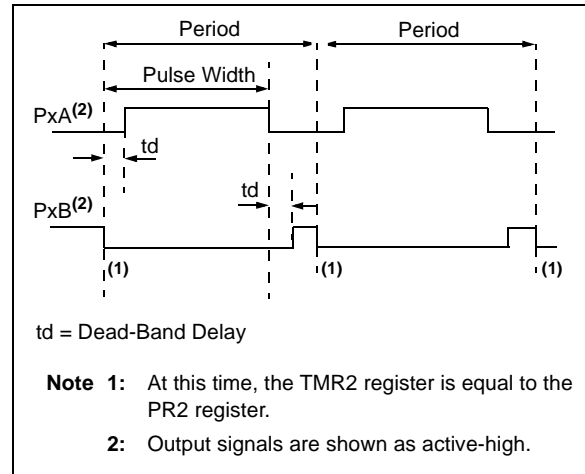 Period Period
Pulse Width
PxA(2)
td
td
PxB(2)
(1) (1) (1)
td = Dead-Band Delay
Note 1: At this time, the TMR2 register is equal to the
PR2 register.
2: Output signals are shown as active-high.